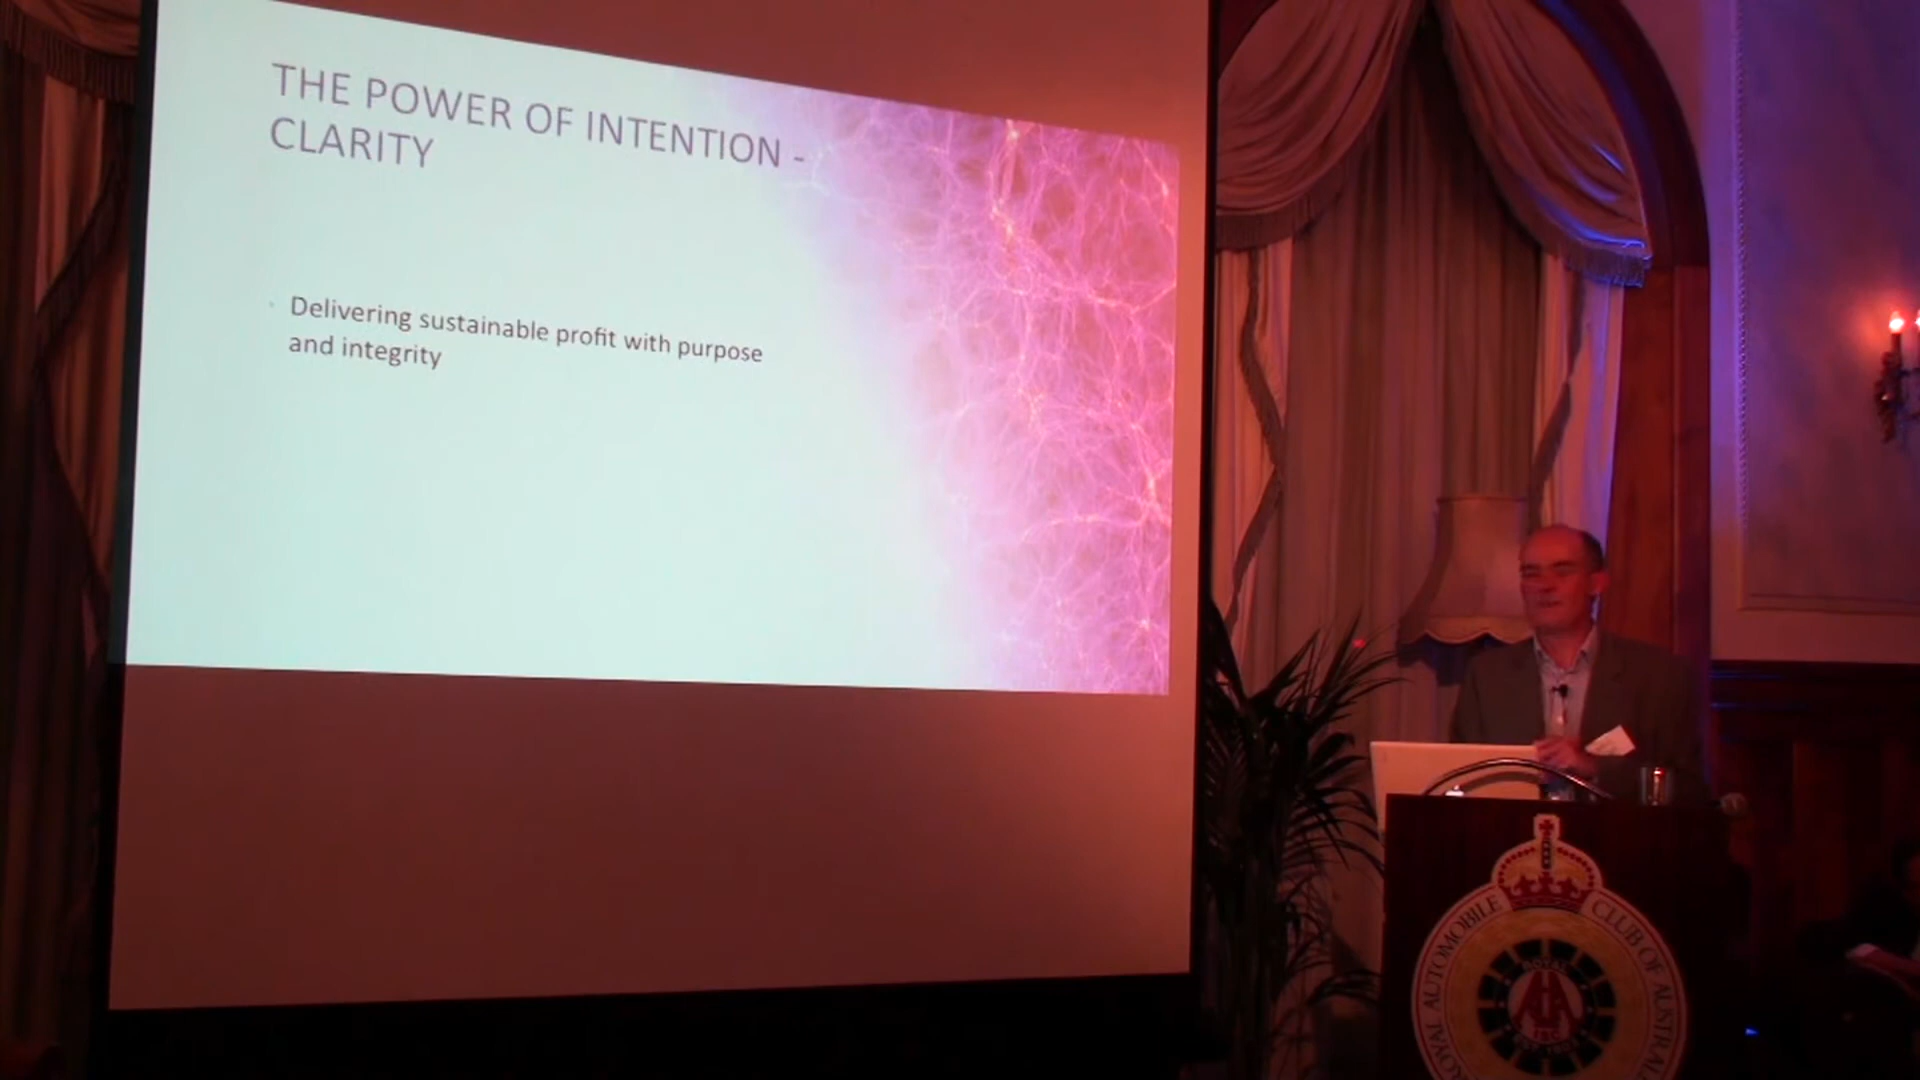 THE POWER OF INTENTION -
CLARITY
Delivering sustainable profit with purpose
and integrity
ROYAL AUTOMOBILE CLUB OF AUSTRALIA